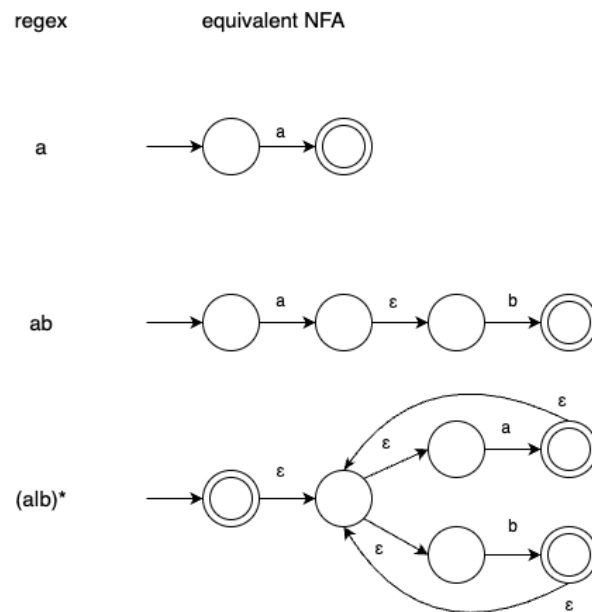 regex equivalent NFA
a
a
ab
a ε b
ε
ε a
(a|b)*
ε
ε b
ε